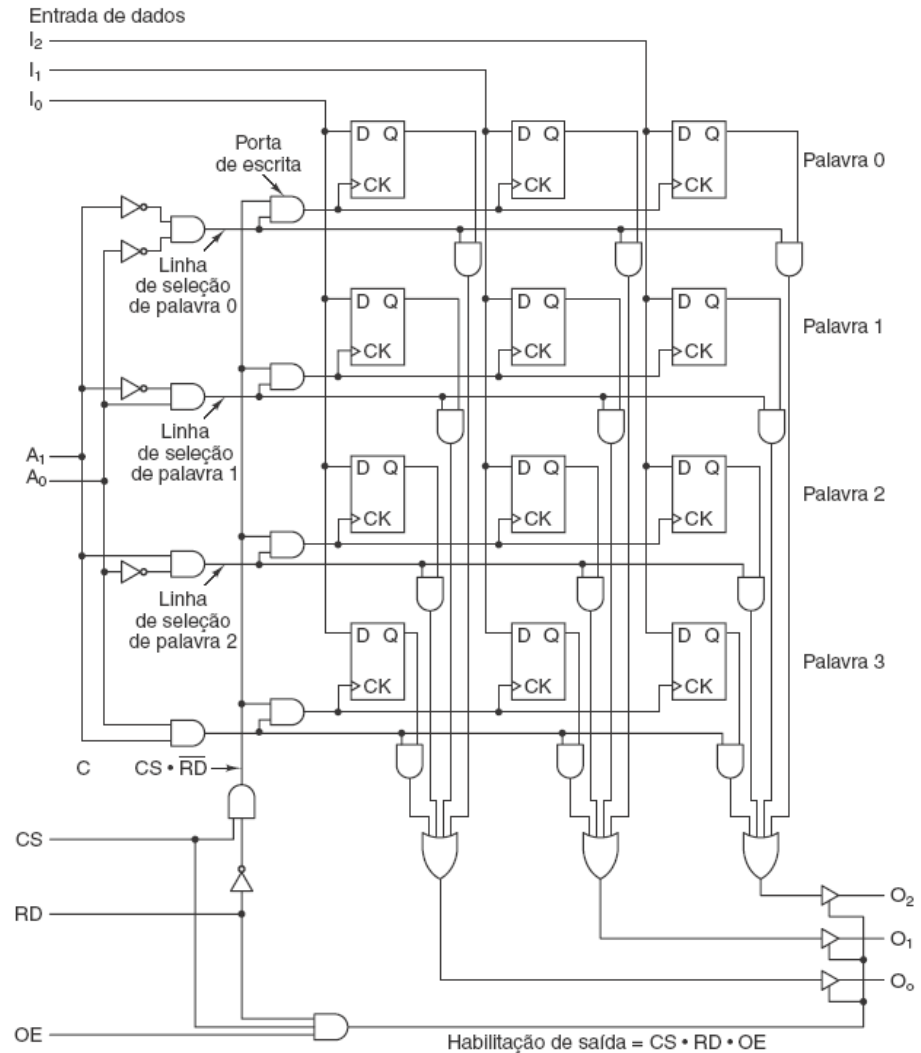 Entrada de dados
I₂
I₁
I₀
Porta
de escrita
D Q
CK
D Q
CK
D Q
CK
Palavra 0
Linha
de seleção
de palavra 0
D Q
CK
D Q
CK
D Q
CK
Palavra 1
A₁
A₀
Linha
de seleção
de palavra 1
D Q
CK
D Q
CK
D Q
CK
Palavra 2
Linha
de seleção
de palavra 2
D Q
CK
D Q
CK
D Q
CK
Palavra 3
C
CS • R̅D̅
CS
RD
OE
O₂
O₁
O₀
Habilitação de saída = CS • RD • OE